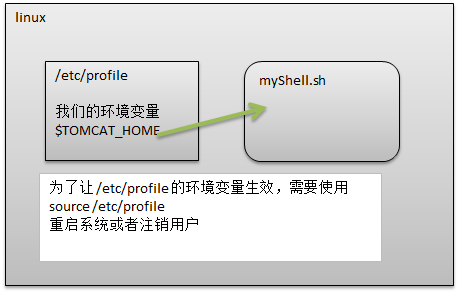 linux
/etc/profile
我们的环境变量
$TOMCAT_HOME
myShell.sh
为了让/etc/profile的环境变量生效，需要使用
source /etc/profile
重启系统或者注销用户